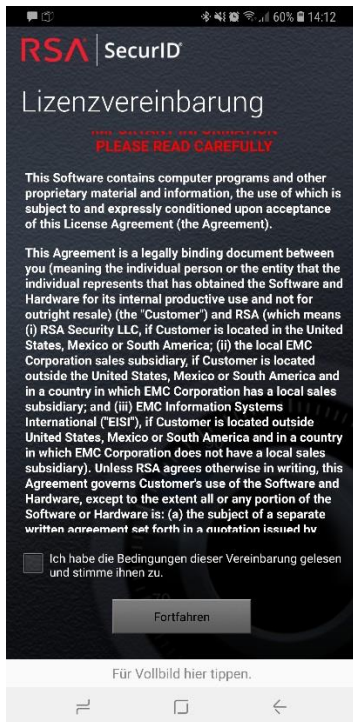 60% 14:12
RSA SecurID
Lizenzvereinbarung
IMPORTANT INFORMATION
PLEASE READ CAREFULLY
This Software contains computer programs and other
proprietary material and information, the use of which is
subject to and expressly conditioned upon acceptance
of this License Agreement (the Agreement).
This Agreement is a legally binding document between
you (meaning the individual person or the entity that the
individual represents that has obtained the Software and
Hardware for its internal productive use and not for
outright resale) (the "Customer") and RSA (which means
(i) RSA Security LLC, if Customer is located in the United
States, Mexico or South America; (ii) the local EMC
Corporation sales subsidiary, if Customer is located
outside the United States, Mexico or South America and
in a country in which EMC Corporation has a local sales
subsidiary; and (iii) EMC Information Systems
International ("EISI"), if Customer is located outside
United States, Mexico or South America and in a country
in which EMC Corporation does not have a local sales
subsidiary). Unless RSA agrees otherwise in writing, this
Agreement governs Customer's use of the Software and
Hardware, except to the extent all or any portion of the
Software or Hardware is: (a) the subject of a separate
written agreement set forth in a quotation issued by
Ich habe die Bedingungen dieser Vereinbarung gelesen
und stimme ihnen zu.
Fortfahren
Für Vollbild hier tippen.